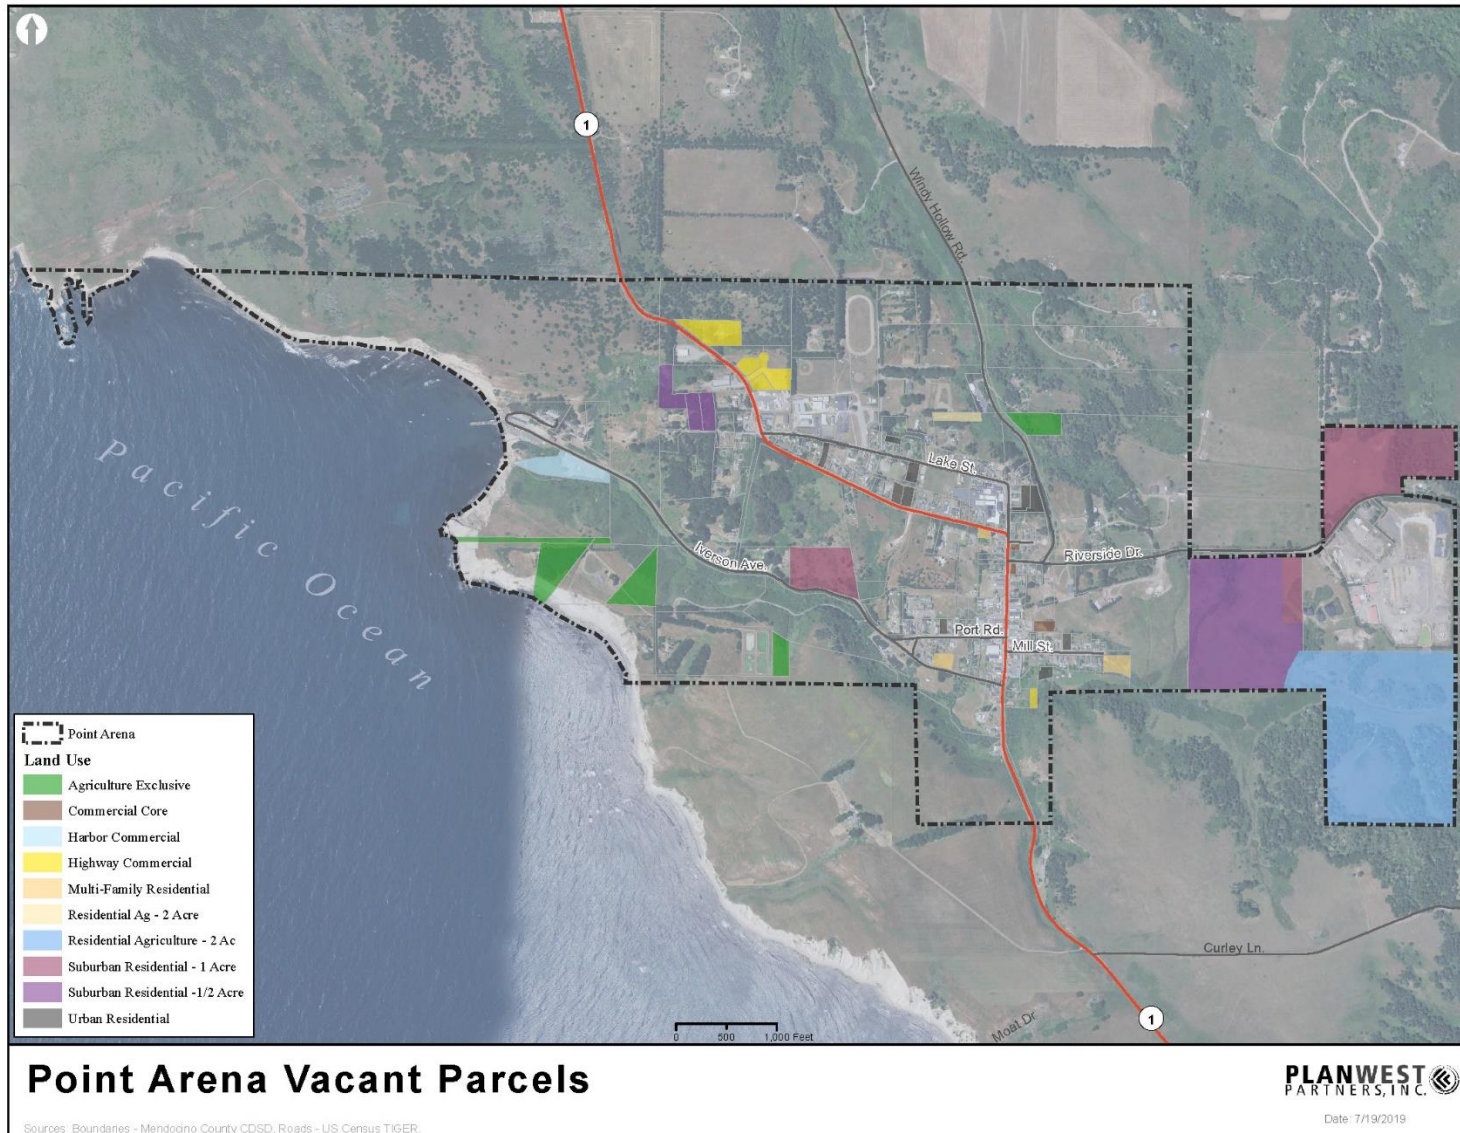 1
Windy Hollow Rd.
Lake St.
Pacific Ocean
Iverson Ave.
Riverside Dr.
Port Rd.
Mill St.
Point Arena
Land Use
Agriculture Exclusive
Commercial Core
Harbor Commercial
Highway Commercial
Multi-Family Residential
Residential Ag - 2 Acre
Residential Agriculture - 2 Ac
Suburban Residential - 1 Acre
Suburban Residential -1/2 Acre
Urban Residential
Curley Ln.
Moat Dr
1
0 500 1,000 Feet
Point Arena Vacant Parcels
PLANWEST
PARTNERS, INC.
Date: 7/19/2019
Sources: Boundaries - Mendocino County CDSD, Roads - US Census TIGER